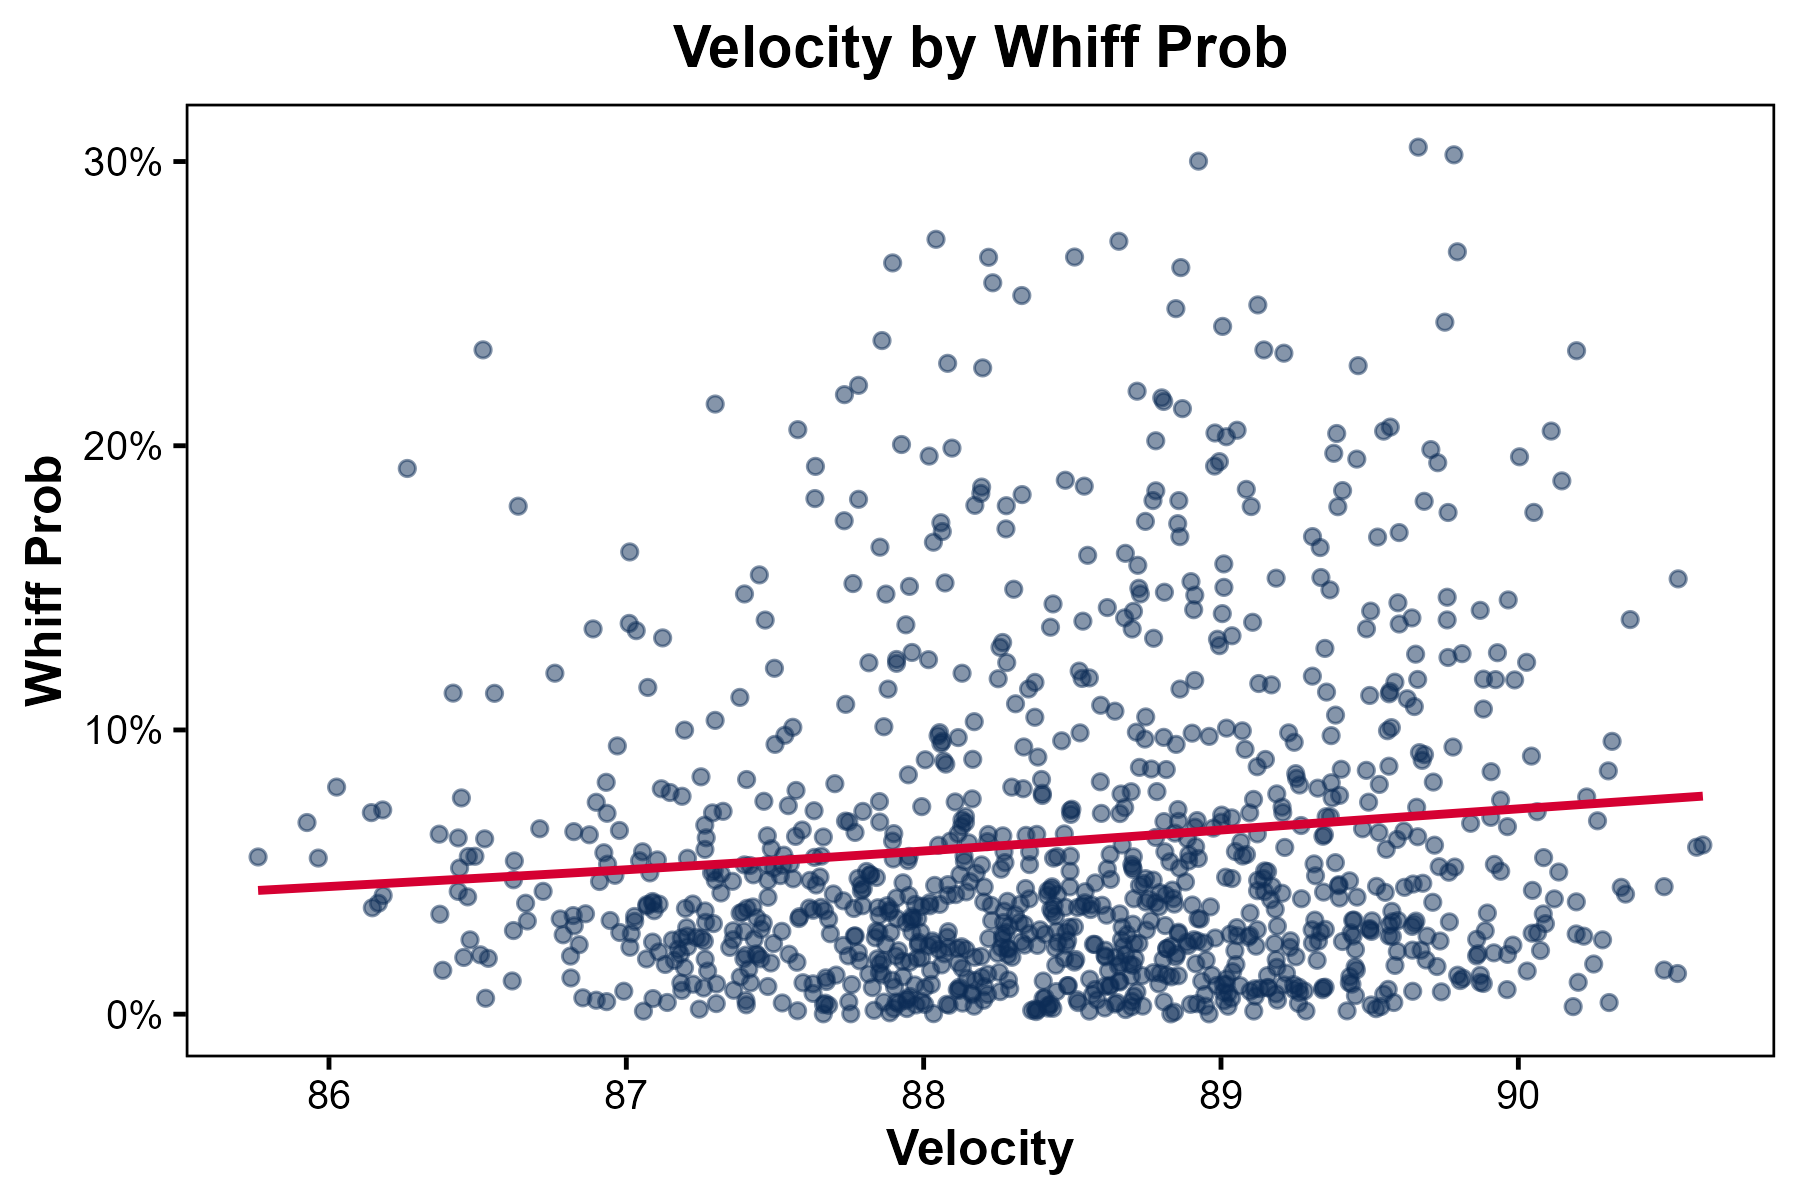 Velocity by Whiff Prob
Whiff Prob
30%
20%
10%
0%
86 87 88 89 90
Velocity